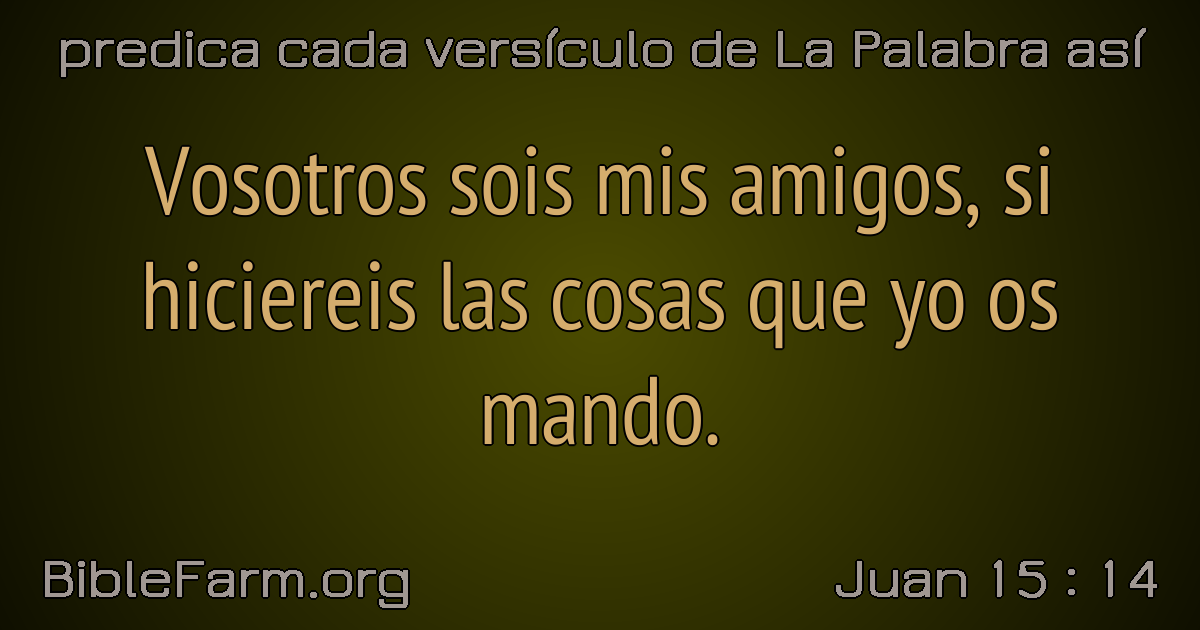 predica cada versículo de La Palabra así
Vosotros sois mis amigos, si
hiciereis las cosas que yo os
mando.
BibleFarm.org
Juan 15 : 14